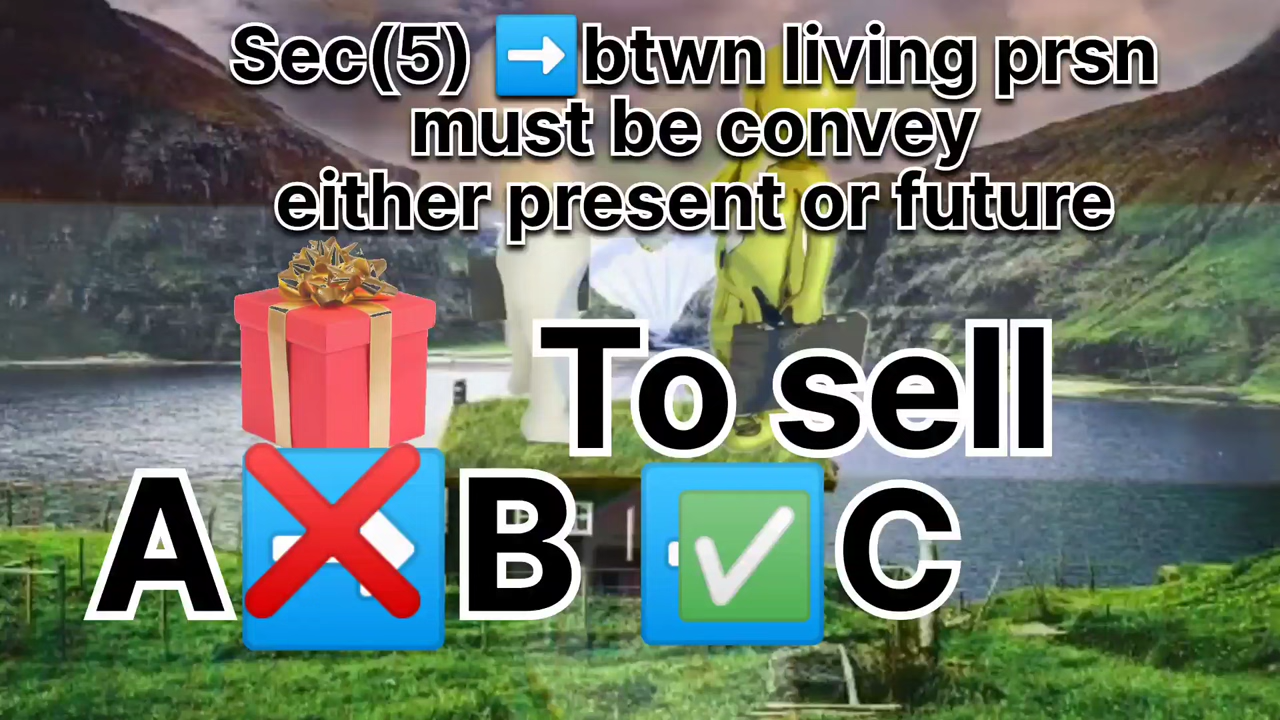 Sec(5) ➡️btwn living prsn
must be convey
either present or future
To sell
A❌B ✅C